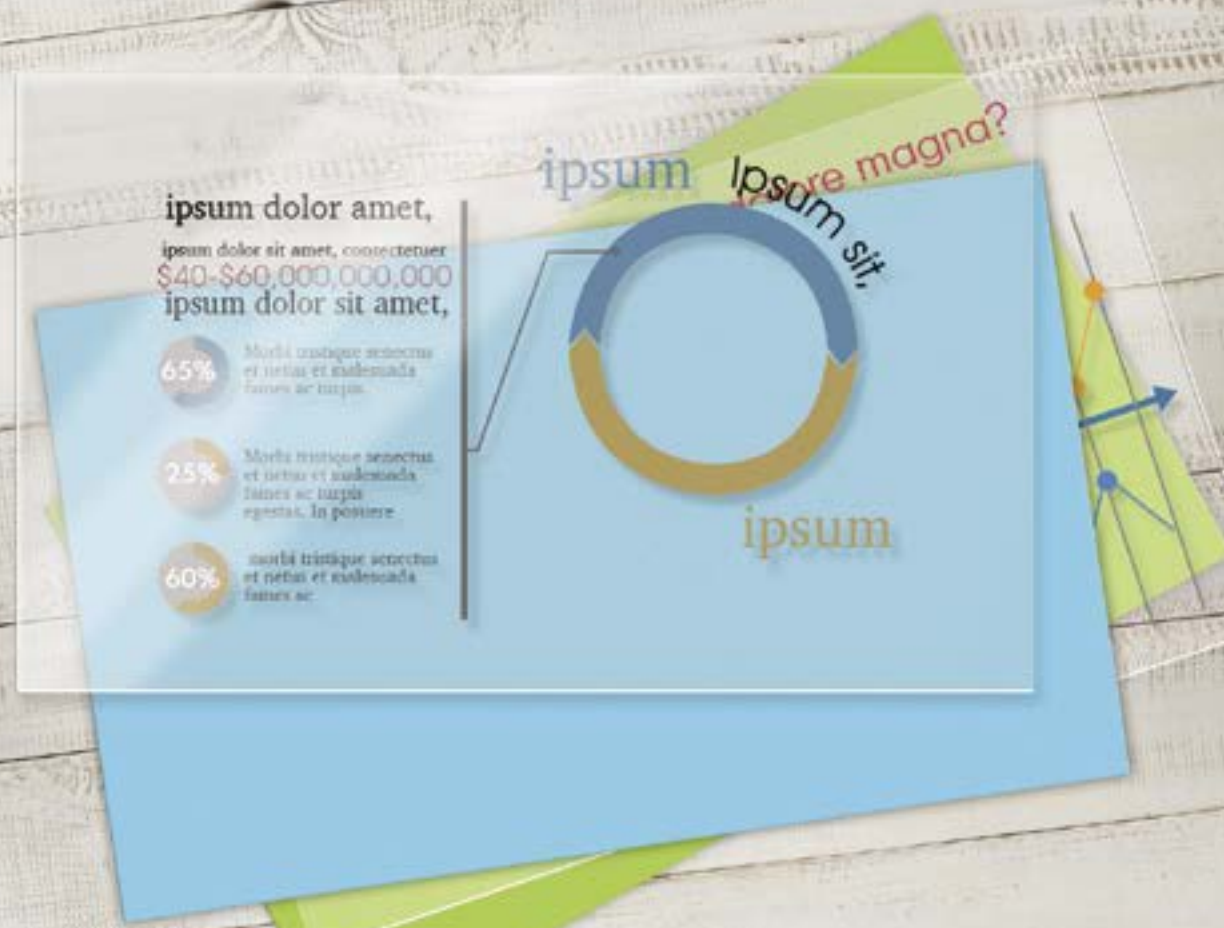 ipsum dolor amet,
ipsum dolor sit amet, consectetuer
$40-$60,000,000,000
ipsum dolor sit amet,
65%
Morbi tristique senectus
et netus et malesuada
fames ac turpis
25%
Morbi tristique senectus
et netus et malesuada
fames ac turpis
egestas. In posuere
60%
morbi tristique senectus
et netus et malesuada
fames ac
ipsum
Ipsum sit,
magna?
ipsum